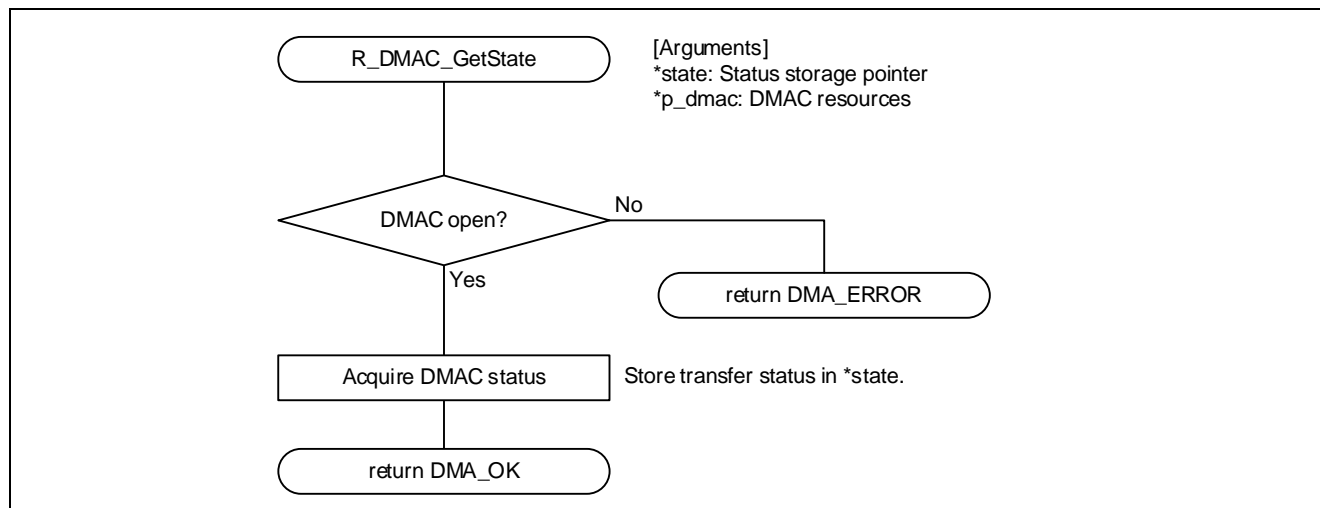 R_DMAC_GetState
[Arguments]
*state: Status storage pointer
*p_dmac: DMAC resources
DMAC open?
No
Yes
return DMA_ERROR
Acquire DMAC status
Store transfer status in *state.
return DMA_OK